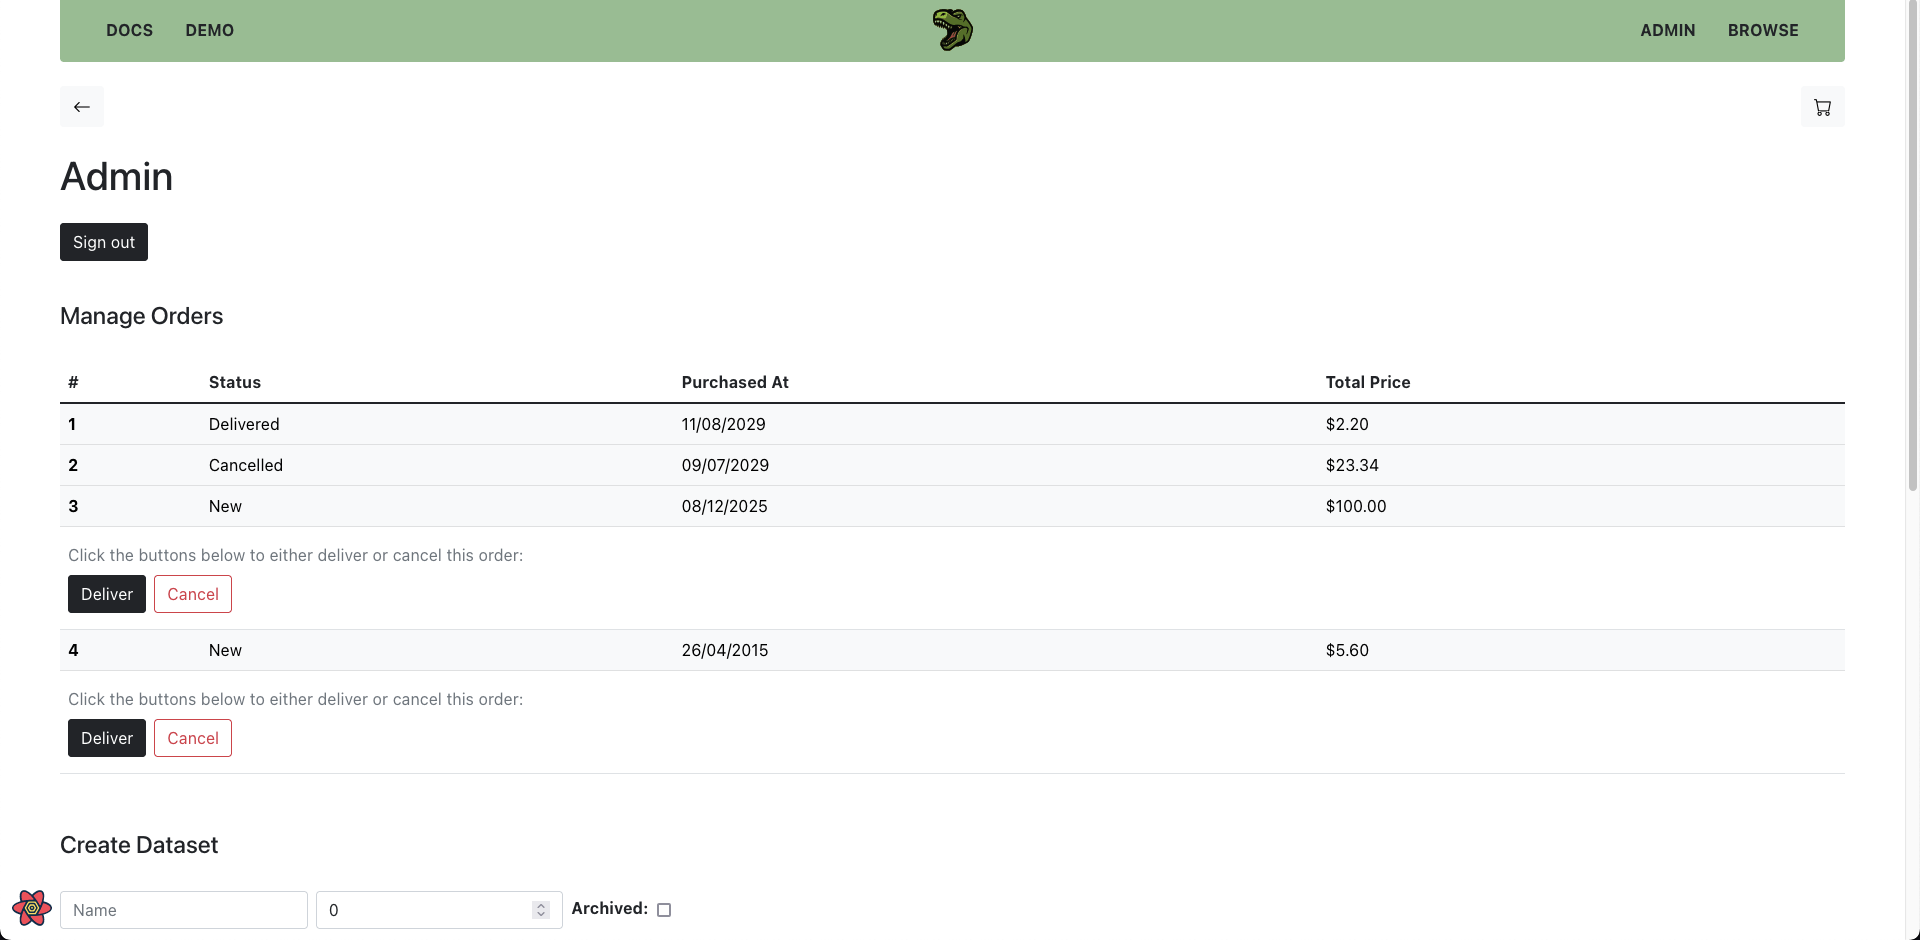 DOCS DEMO ADMIN BROWSE
Admin
Sign out
Manage Orders
# Status Purchased At Total Price
1 Delivered 11/08/2029 $2.20
2 Cancelled 09/07/2029 $23.34
3 New 08/12/2025 $100.00
Click the buttons below to either deliver or cancel this order:
Deliver Cancel
4 New 26/04/2015 $5.60
Click the buttons below to either deliver or cancel this order:
Deliver Cancel
Create Dataset
Name 0 Archived: